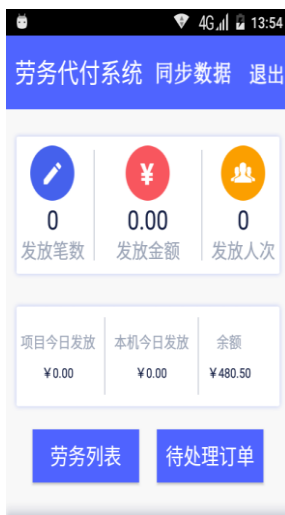 4G 13:54
劳务代付系统 同步数据 退出
¥
0 0.00 0
发放笔数 发放金额 发放人次
项目今日发放 本机今日发放 余额
¥0.00 ¥0.00 ¥480.50
劳务列表 待处理订单